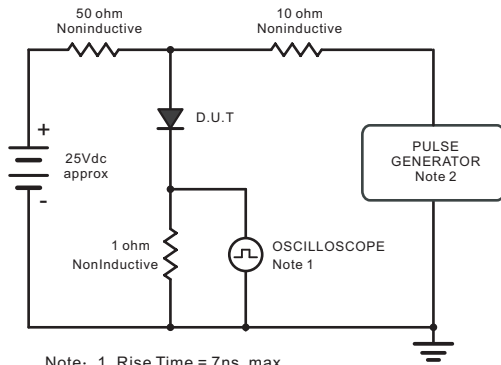 50 ohm
Noninductive
10 ohm
Noninductive
D.U.T
+
25Vdc
approx
-
PULSE
GENERATOR
Note 2
1 ohm
NonInductive
OSCILLOSCOPE
Note 1
Note: 1. Rise Time = 7ns, max.